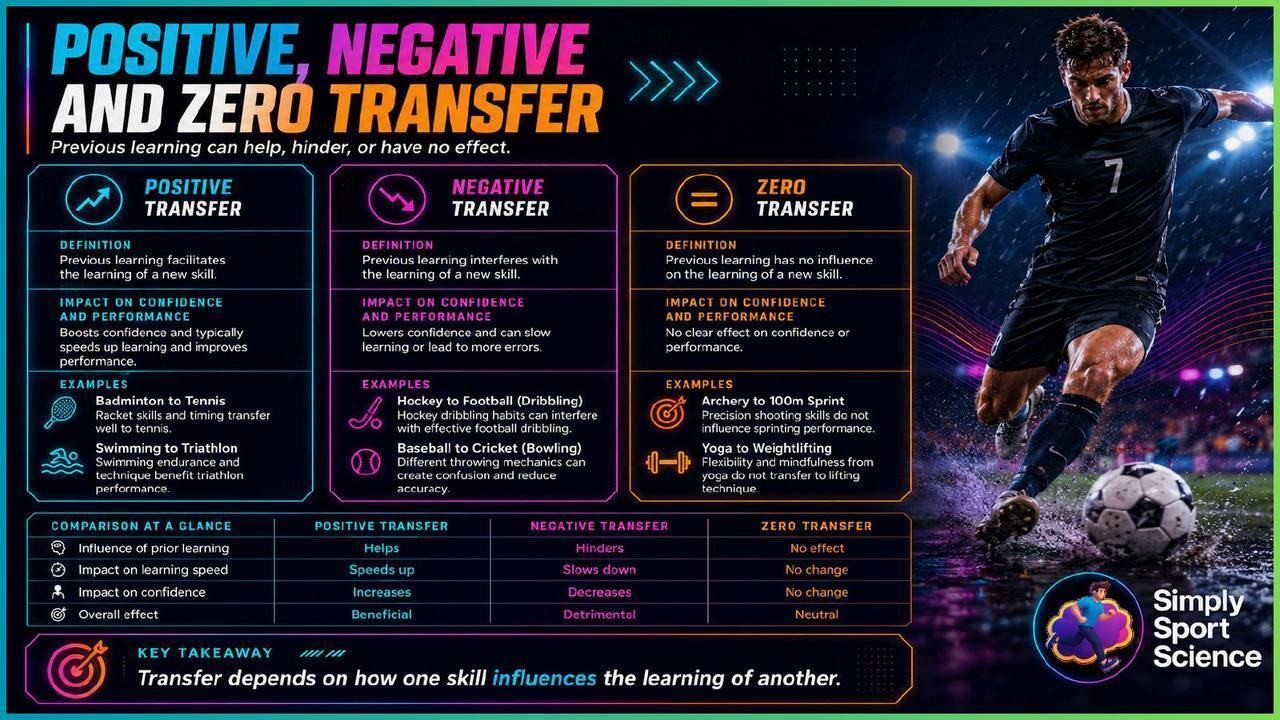 POSITIVE, NEGATIVE
AND ZERO TRANSFER
Previous learning can help, hinder, or have no effect.
POSITIVE
TRANSFER
DEFINITION
Previous learning facilitates
the learning of a new skill.
IMPACT ON CONFIDENCE
AND PERFORMANCE
Boosts confidence and typically
speeds up learning and improves
performance.
EXAMPLES
Badminton to Tennis
Racket skills and timing transfer
well to tennis.
Swimming to Triathlon
Swimming endurance and
technique benefit triathlon
performance.
NEGATIVE
TRANSFER
DEFINITION
Previous learning interferes with
the learning of a new skill.
IMPACT ON CONFIDENCE
AND PERFORMANCE
Lowers confidence and can slow
learning or lead to more errors.
EXAMPLES
Hockey to Football (Dribbling)
Hockey dribbling habits can interfere
with effective football dribbling.
Baseball to Cricket (Bowling)
Different throwing mechanics can
create confusion and reduce
accuracy.
ZERO
TRANSFER
DEFINITION
Previous learning has no influence
on the learning of a new skill.
IMPACT ON CONFIDENCE
AND PERFORMANCE
No clear effect on confidence or
performance.
EXAMPLES
Archery to 100m Sprint
Precision shooting skills do not
influence sprinting performance.
Yoga to Weightlifting
Flexibility and mindfulness from
yoga do not transfer to lifting
technique.
COMPARISON AT A GLANCE POSITIVE TRANSFER NEGATIVE TRANSFER ZERO TRANSFER
Influence of prior learning Helps Hinders No effect
Impact on learning speed Speeds up Slows down No change
Impact on confidence Increases Decreases No change
Overall effect Beneficial Detrimental Neutral
KEY TAKEAWAY
Transfer depends on how one skill influences the learning of another.
7
Simply
Sport
Science